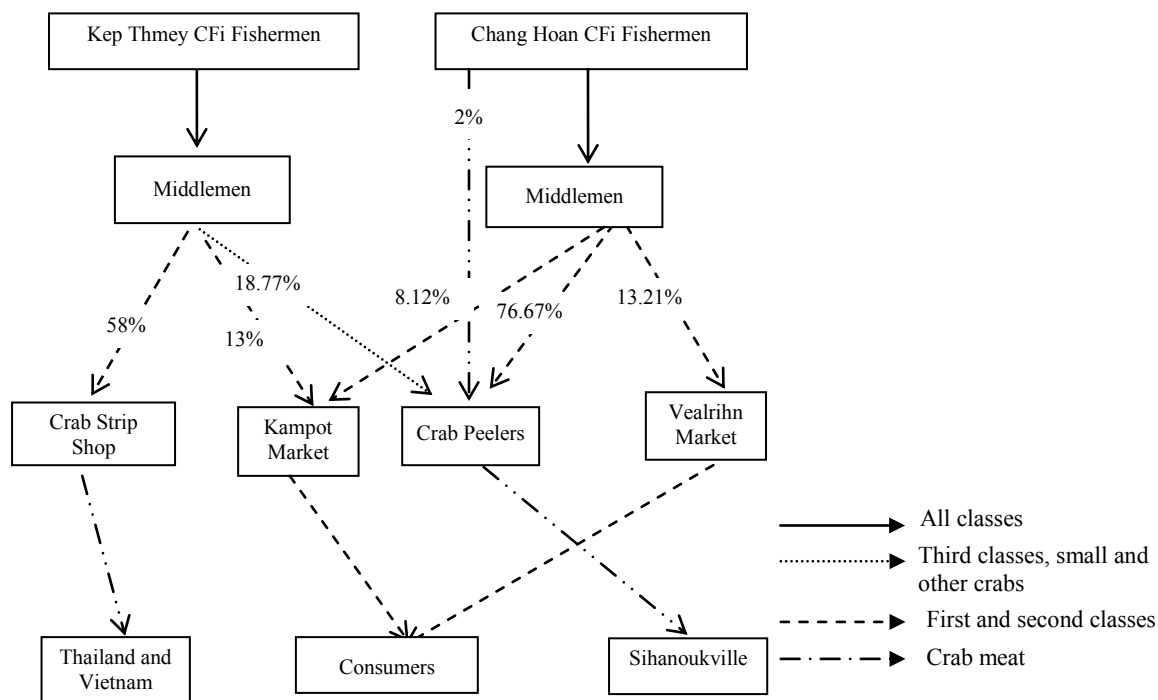 Kep Thmey CFi Fishermen
Chang Hoan CFi Fishermen
2%
Middlemen
Middlemen
18.77%
8.12%
76.67%
13.21%
58%
13%
Crab Strip
Shop
Kampot
Market
Crab Peelers
Vealrihn
Market
All classes
Third classes, small and
other crabs
First and second classes
Crab meat
Thailand and
Vietnam
Consumers
Sihanoukville